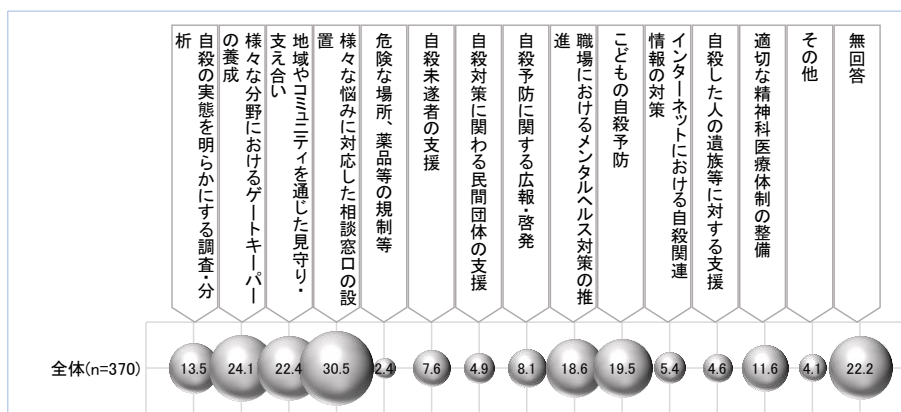 自殺の実態を明らかにする調査・分
析
様々な分野におけるゲートキーパー
の養成
地域やコミュニティを通じた見守り・
支え合い
様々な悩みに対応した相談窓口の設
置
危険な場所、薬品等の規制等
自殺未遂者の支援
自殺対策に関わる民間団体の支援
自殺予防に関する広報・啓発
職場におけるメンタルヘルス対策の推
進
こどもの自殺予防
インターネットにおける自殺関連
情報の対策
自殺した人の遺族等に対する支援
適切な精神科医療体制の整備
その他
無回答
全体(n=370) 13.5 24.1 22.4 30.5 2.4 7.6 4.9 8.1 18.6 19.5 5.4 4.6 11.6 4.1 22.2